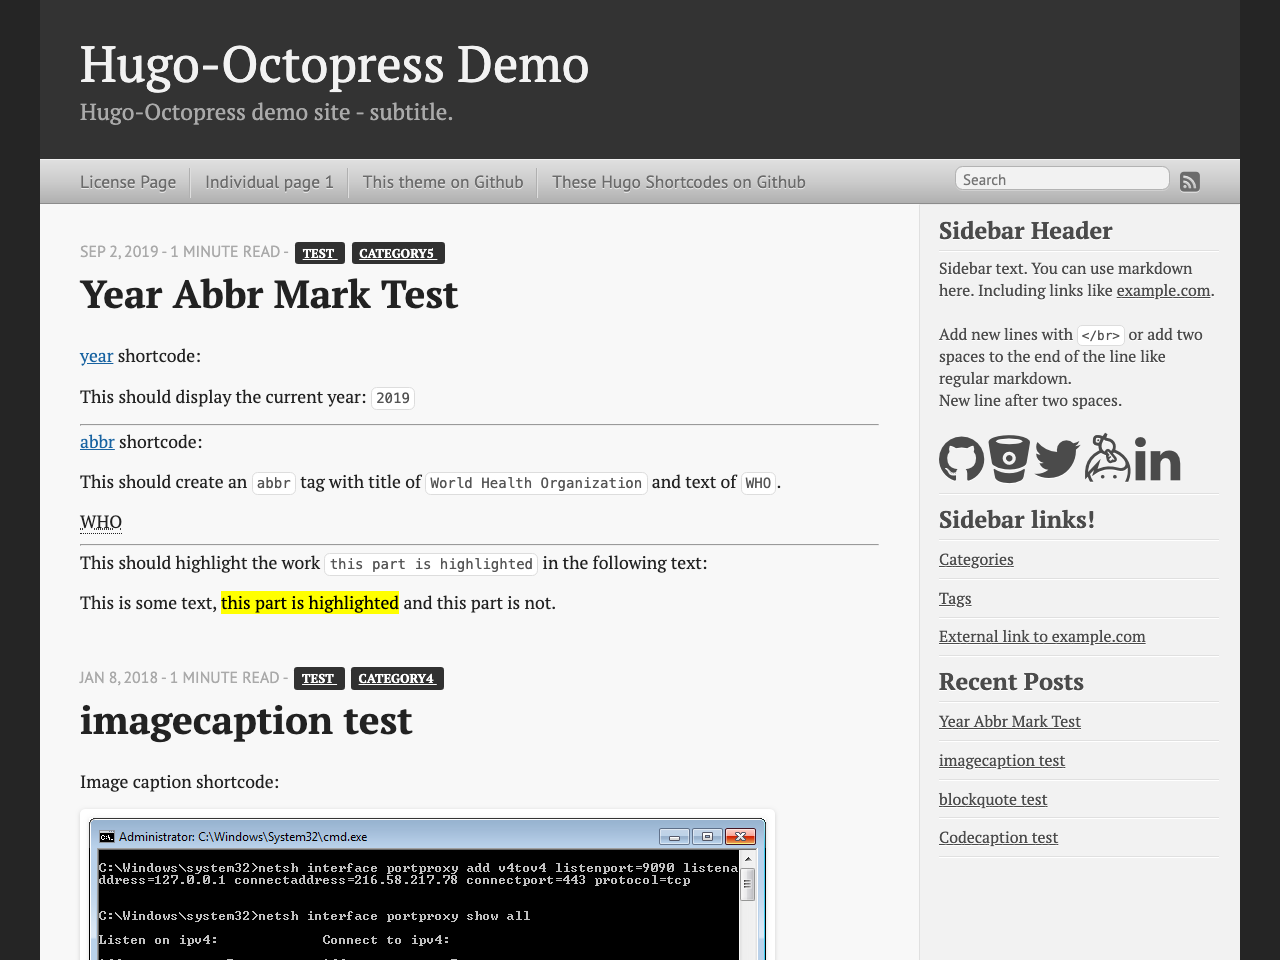 Hugo-Octopress Demo
Hugo-Octopress demo site - subtitle.
License Page
Individual page 1
This theme on Github
These Hugo Shortcodes on Github
Search
SEP 2, 2019 - 1 MINUTE READ - TEST CATEGORY5
Year Abbr Mark Test
year shortcode:
This should display the current year: 2019
abbr shortcode:
This should create an abbr tag with title of World Health Organization and text of WHO.
WHO
This should highlight the work this part is highlighted in the following text:
This is some text, this part is highlighted and this part is not.
JAN 8, 2018 - 1 MINUTE READ - TEST CATEGORY4
imagecaption test
Image caption shortcode:
Administrator: C:\Windows\System32\cmd.exe
C:\Windows\system32>netsh interface portproxy add v4tov4 listenport=9090 listena
ddress=127.0.0.1 connectaddress=216.58.217.78 connectport=443 protocol=tcp
C:\Windows\system32>netsh interface portproxy show all
Listen on ipv4: Connect to ipv4:
Sidebar Header
Sidebar text. You can use markdown
here. Including links like example.com.
Add new lines with </br> or add two
spaces to the end of the line like
regular markdown.
New line after two spaces.
Sidebar links!
Categories
Tags
External link to example.com
Recent Posts
Year Abbr Mark Test
imagecaption test
blockquote test
Codecaption test